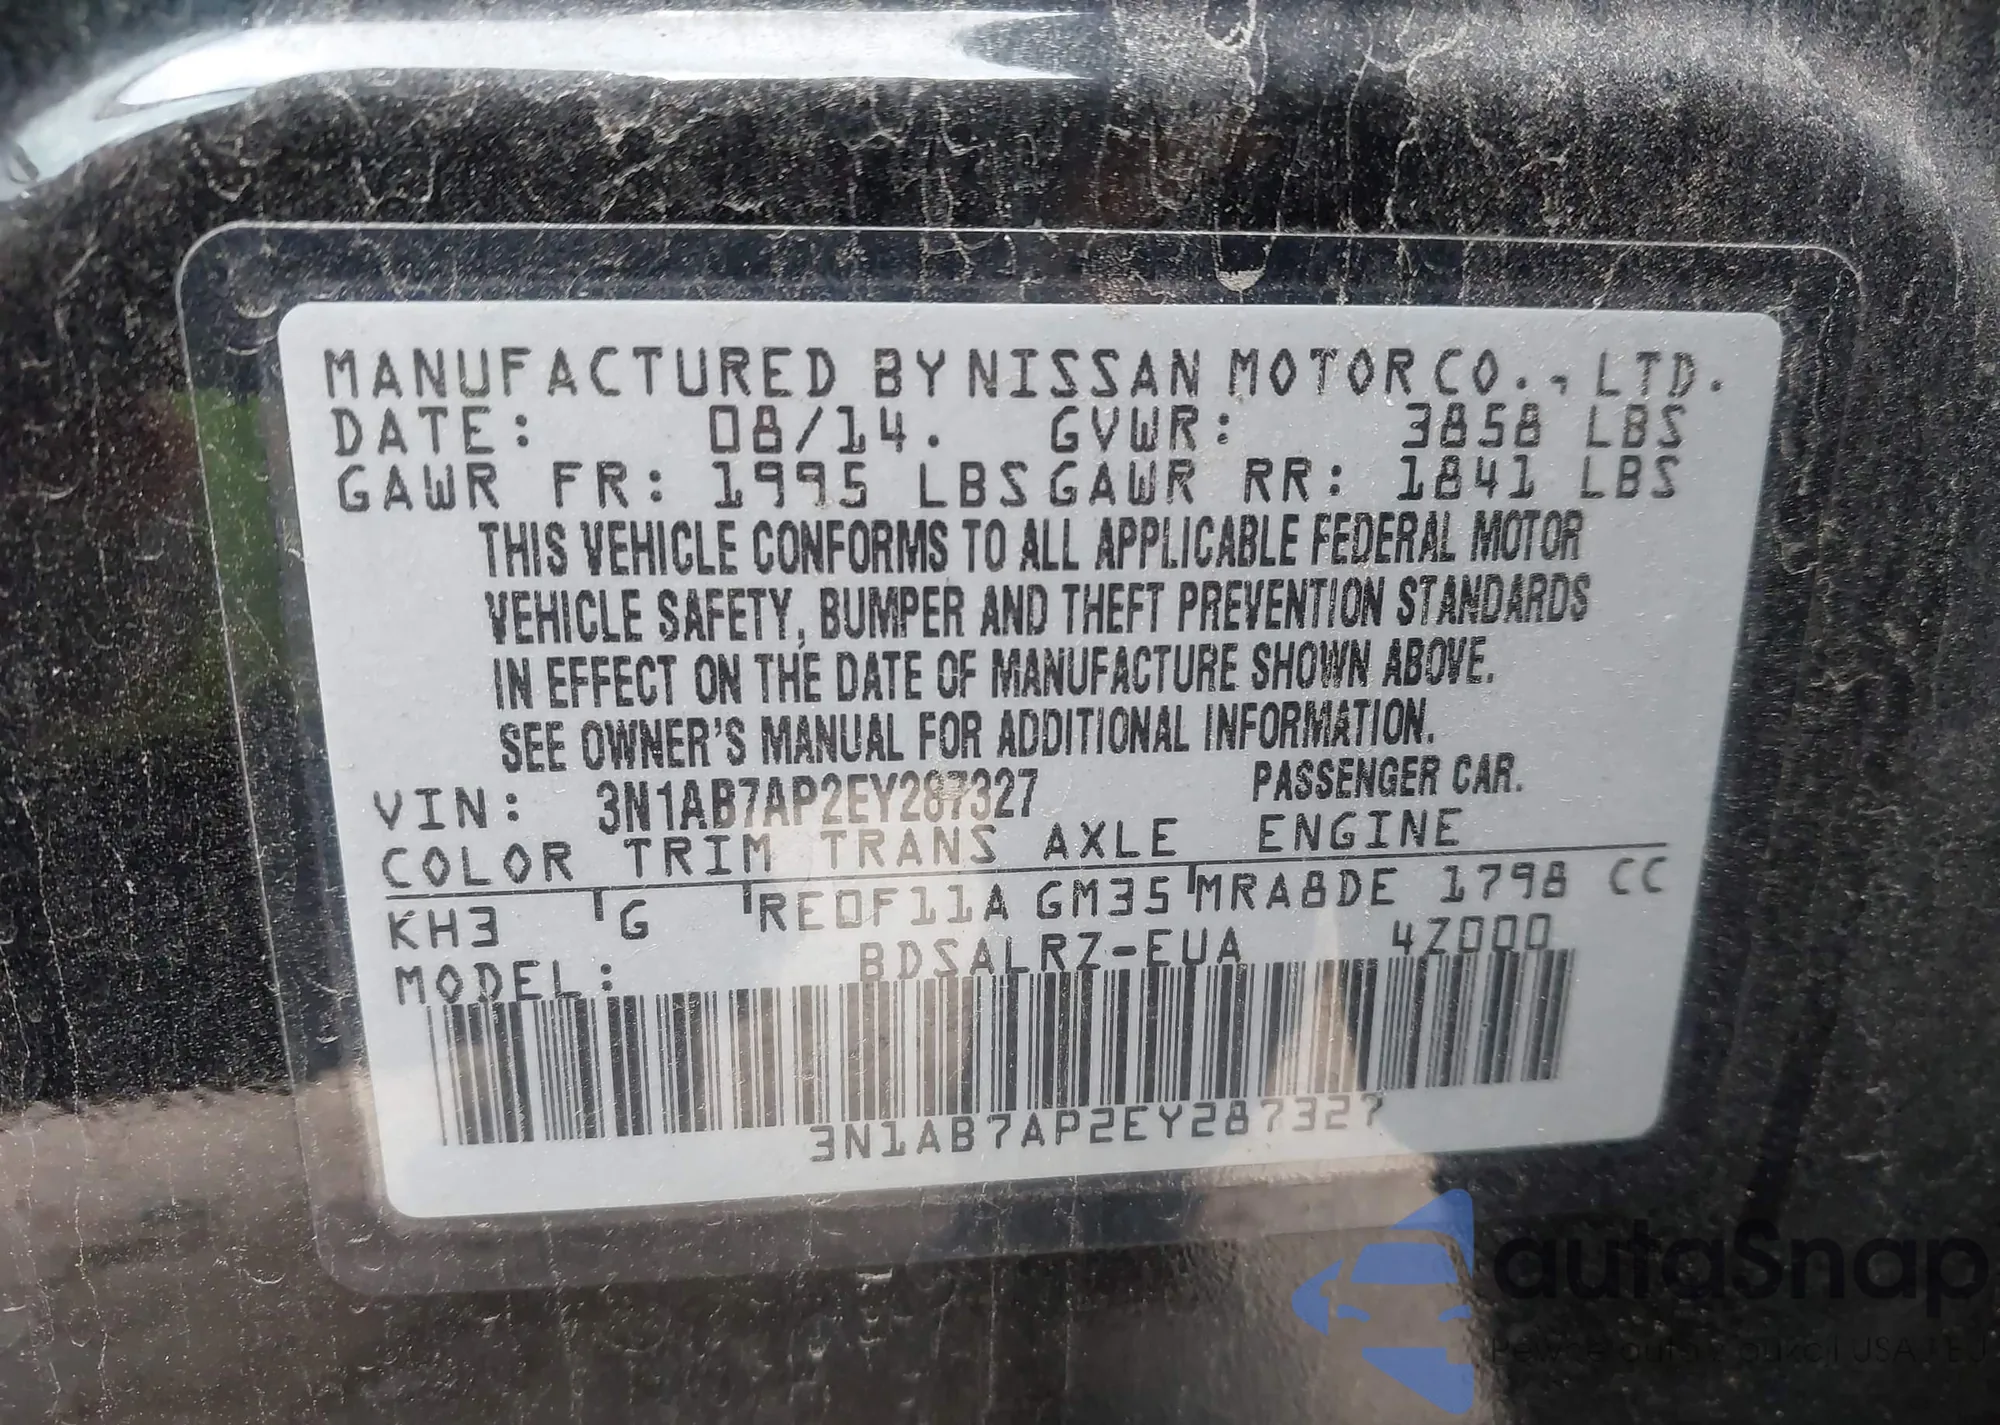 MANUFACTURED BY NISSAN MOTOR CO., LTD.
DATE: 08/14. GVWR: 3858 LBS
GAWR FR: 1995 LBS GAWR RR: 1841 LBS
THIS VEHICLE CONFORMS TO ALL APPLICABLE FEDERAL MOTOR
VEHICLE SAFETY, BUMPER AND THEFT PREVENTION STANDARDS
IN EFFECT ON THE DATE OF MANUFACTURE SHOWN ABOVE.
SEE OWNER'S MANUAL FOR ADDITIONAL INFORMATION.
VIN: 3N1AB7AP2EY287327 PASSENGER CAR.
COLOR TRIM TRANS AXLE ENGINE
KH3 G RE0F11A GM35 MRA8DE 1798 CC
MODEL: BDSALRZ-EUA 4Z000
3N1AB7AP2EY287327
autaSnap
USA